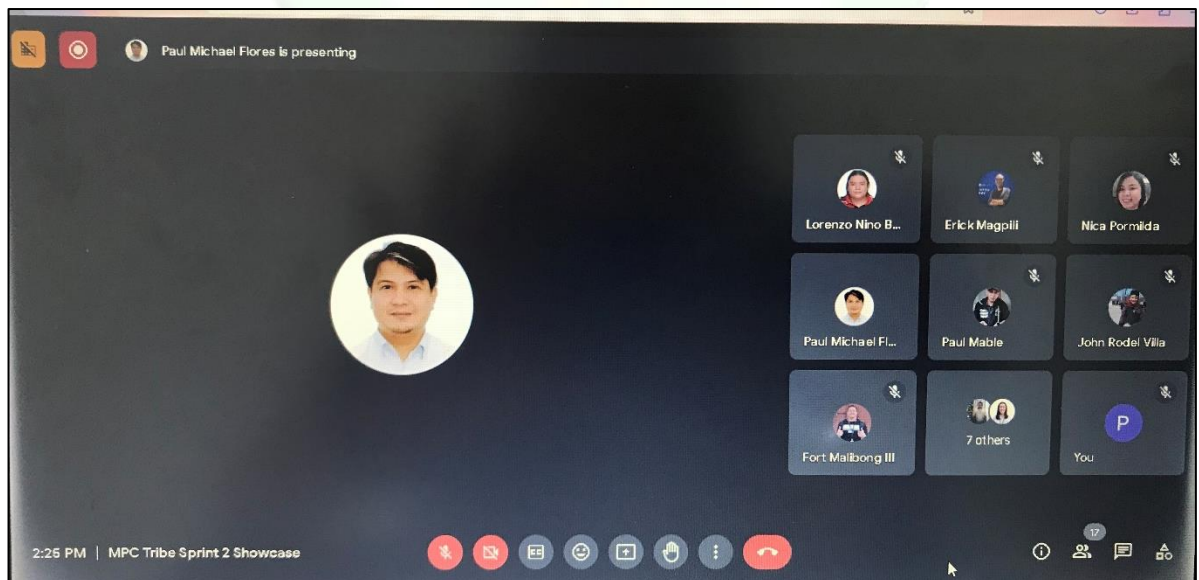 Paul Michael Flores is presenting
Lorenzo Nino B...
Erick Magpili
Nica Pormilda
Paul Michael Fl...
Paul Mable
John Rodel Villa
Fort Malibong III
7 others
P
You
2:25 PM | MPC Tribe Sprint 2 Showcase
CC
17